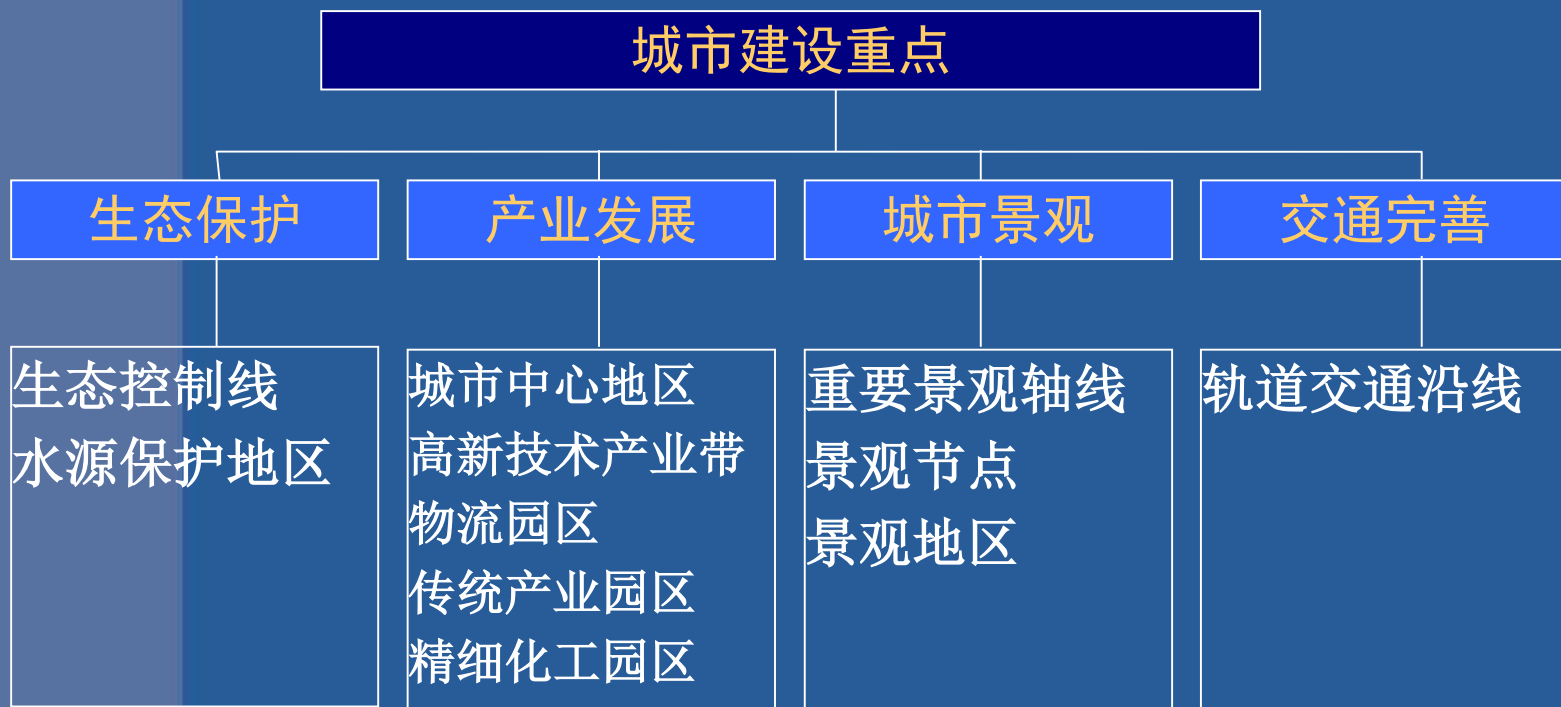 城市建设重点
生态保护
产业发展
城市景观
交通完善
生态控制线
水源保护地区
城市中心地区
高新技术产业带
物流园区
传统产业园区
精细化工园区
重要景观轴线
景观节点
景观地区
轨道交通沿线